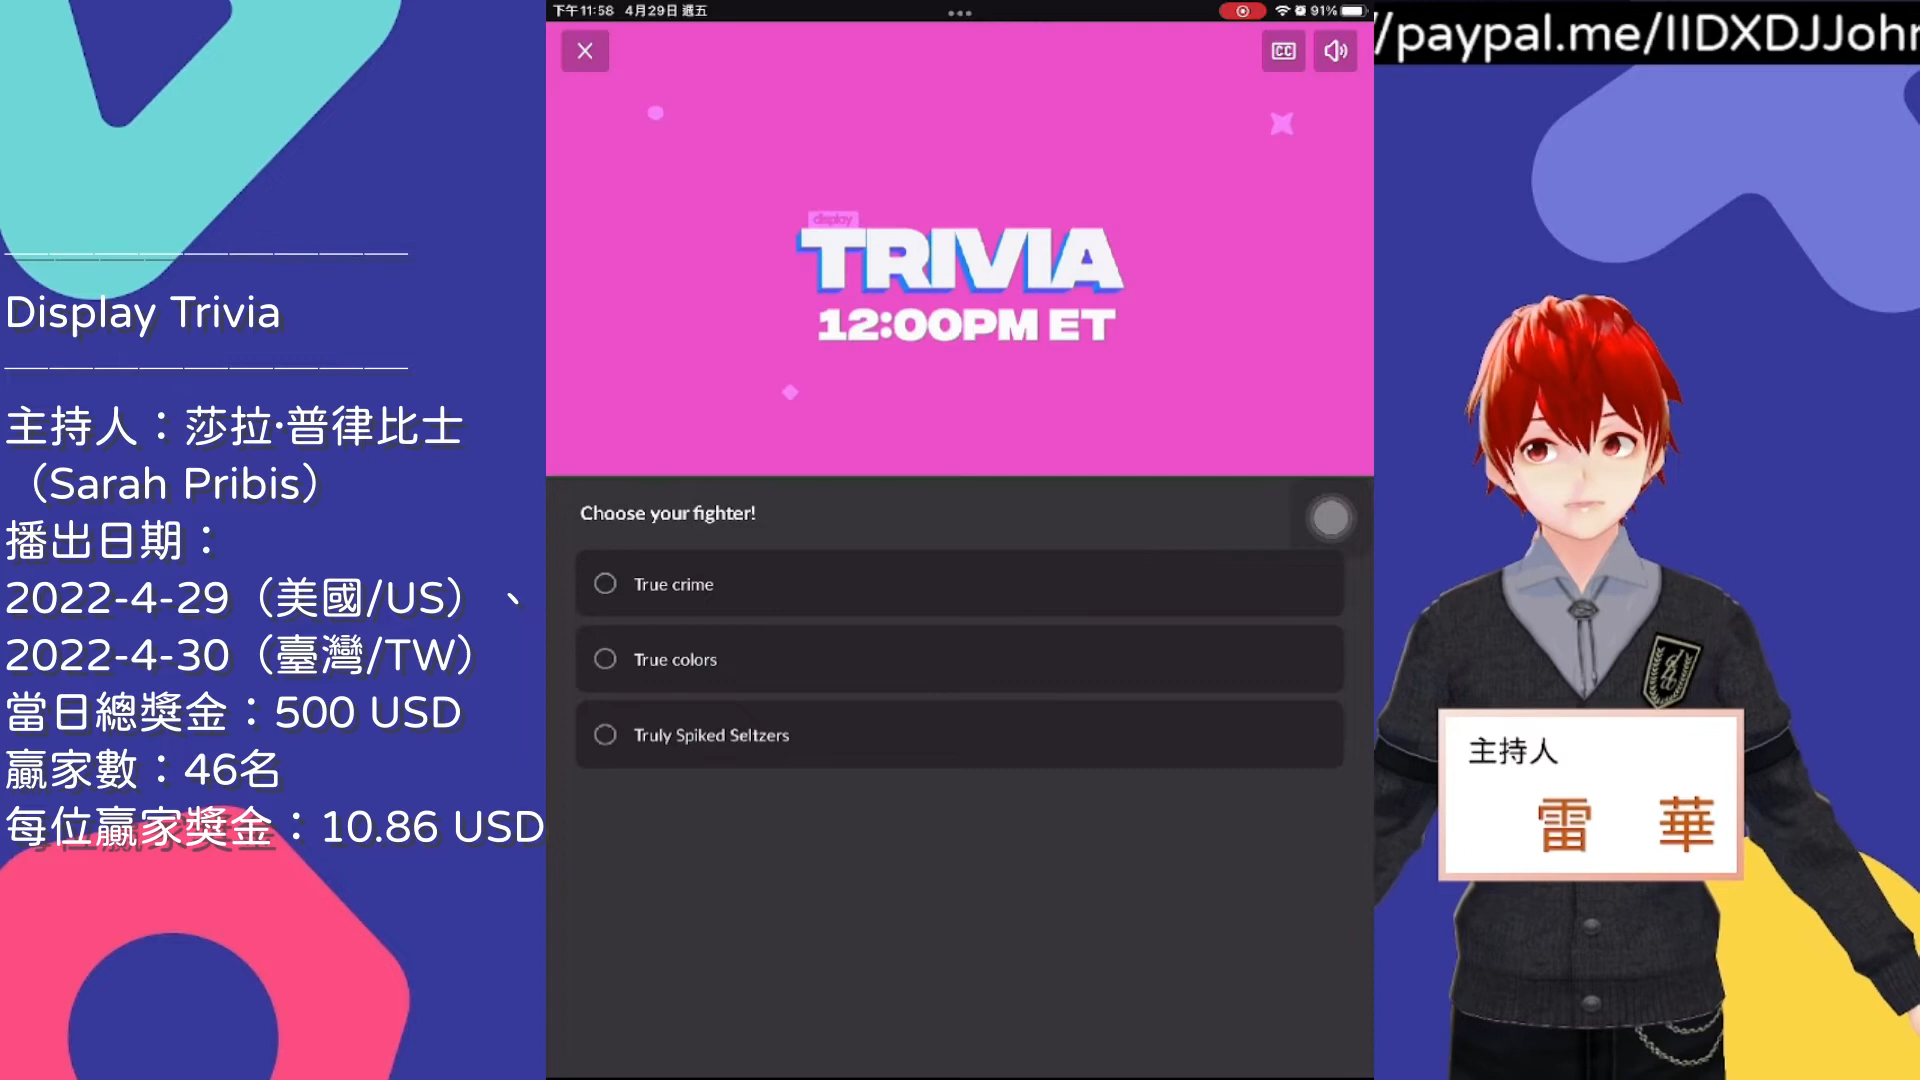 下午11:58 4月29日 週五
91%
/paypal.me/IIDXDJJohn
CC
display
TRIVIA
12:00PM ET
Display Trivia
主持人：莎拉·普律比士
（Sarah Pribis）
播出日期：
2022-4-29（美國/US）、
2022-4-30（臺灣/TW）
當日總獎金：500 USD
贏家數：46名
每位贏家獎金：10.86 USD
Choose your fighter!
True crime
True colors
Truly Spiked Seltzers
主持人
雷 華